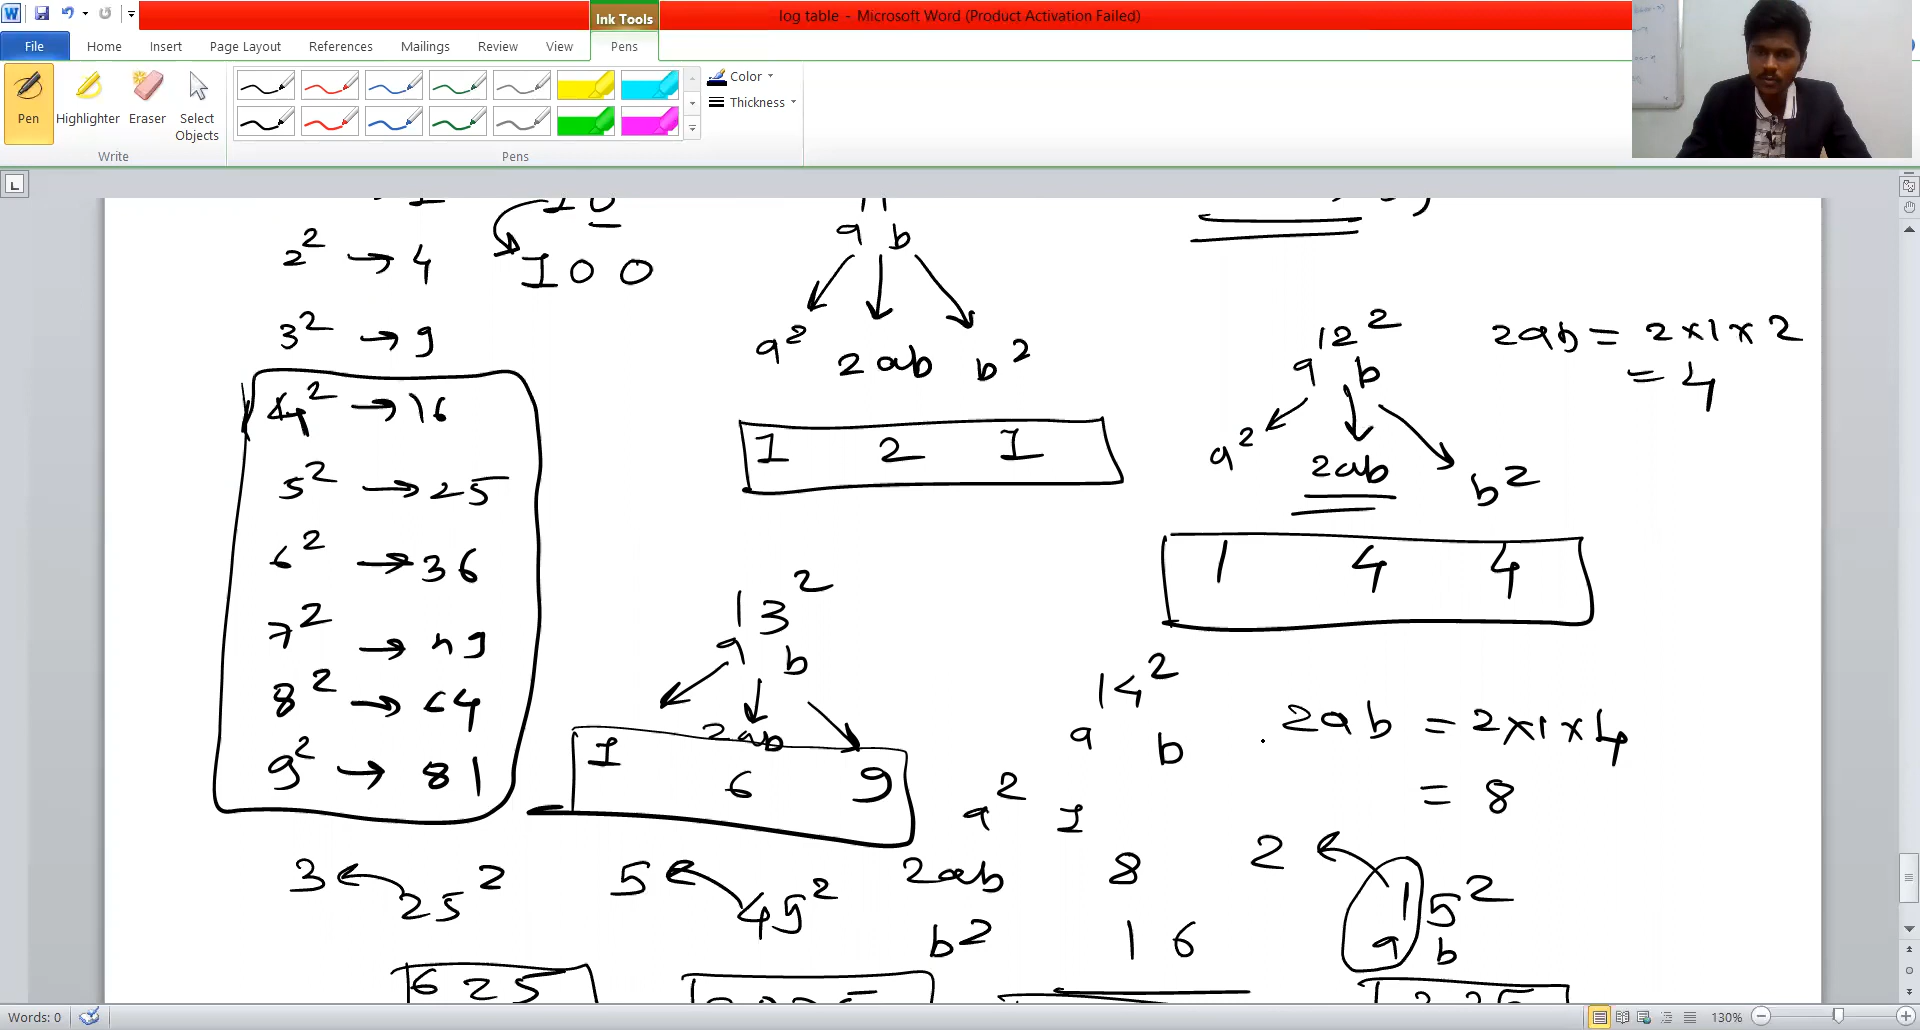 log table - Microsoft Word (Product Activation Failed)
Ink Tools
File Home Insert Page Layout References Mailings Review View Pens
Pen Highlighter Eraser Select Objects
Color
Thickness
Write
Pens
10
a b
2² → 4
100
3² → 9
a² 2ab b²
12²
a b
2ab = 2×1×2
= 4
4² → 16
1 2 1
a² 2ab b²
5² → 25
6² → 36
1 4 4
13²
a b
7² → 49
14²
a b
2ab = 2×1×4
= 8
8² → 64
2ab
1 6 9
9² → 81
a² 1
3 ← 25²
5 ← 45²
2ab 8
2 ← 15²
a b
b² 16
625
225
Words: 0
130%